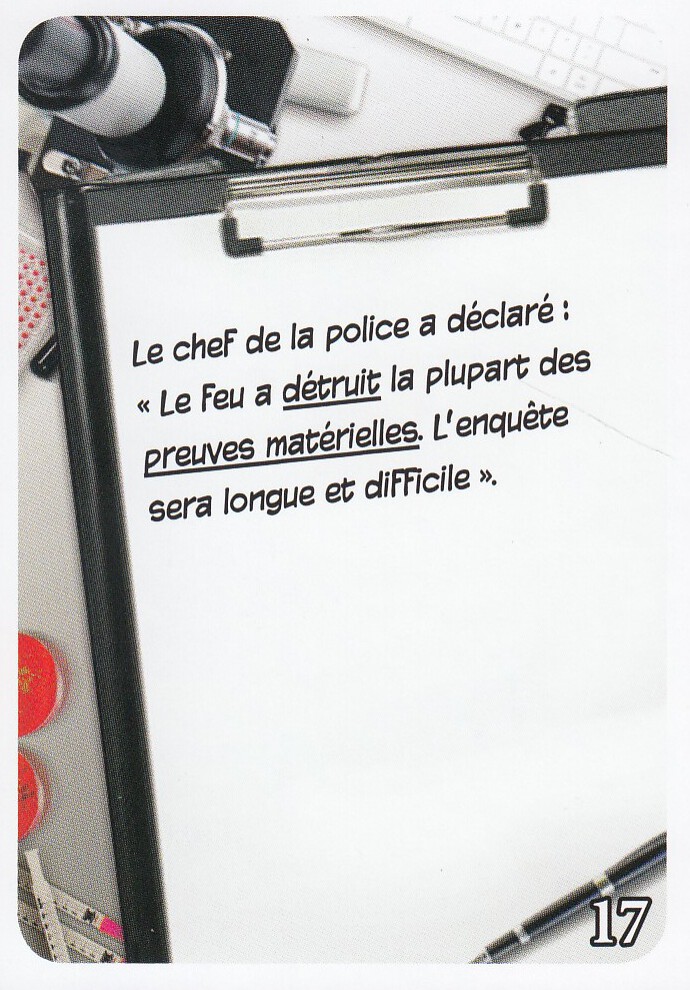 Le chef de la police a déclaré :
« Le feu a détruit la plupart des
preuves matérielles. L'enquête
sera longue et difficile ».
17